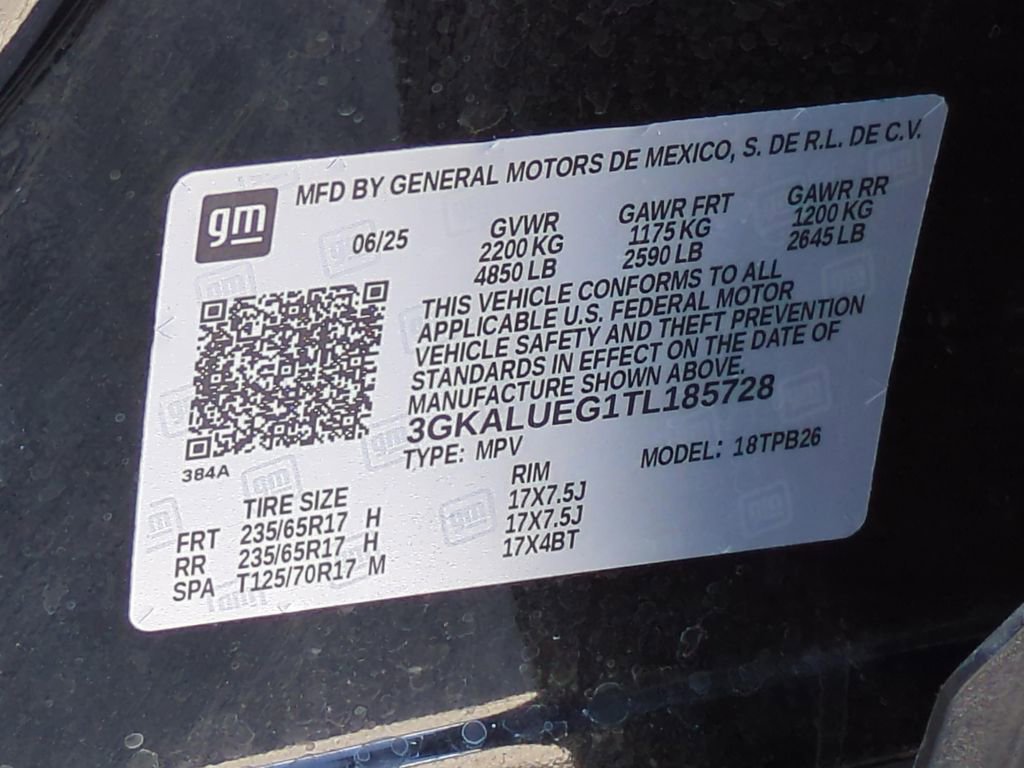 gm
MFD BY GENERAL MOTORS DE MEXICO, S. DE R.L. DE C.V.
06/25
GVWR
2200 KG
4850 LB
GAWR FRT
1175 KG
2590 LB
GAWR RR
1200 KG
2645 LB
THIS VEHICLE CONFORMS TO ALL
APPLICABLE U.S. FEDERAL MOTOR
VEHICLE SAFETY AND THEFT PREVENTION
STANDARDS IN EFFECT ON THE DATE OF
MANUFACTURE SHOWN ABOVE.
3GKALUEG1TL185728
TYPE: MPV MODEL: 18TPB26
384A
TIRE SIZE RIM
FRT 235/65R17 H 17X7.5J
RR 235/65R17 H 17X7.5J
SPA T125/70R17 M 17X4BT